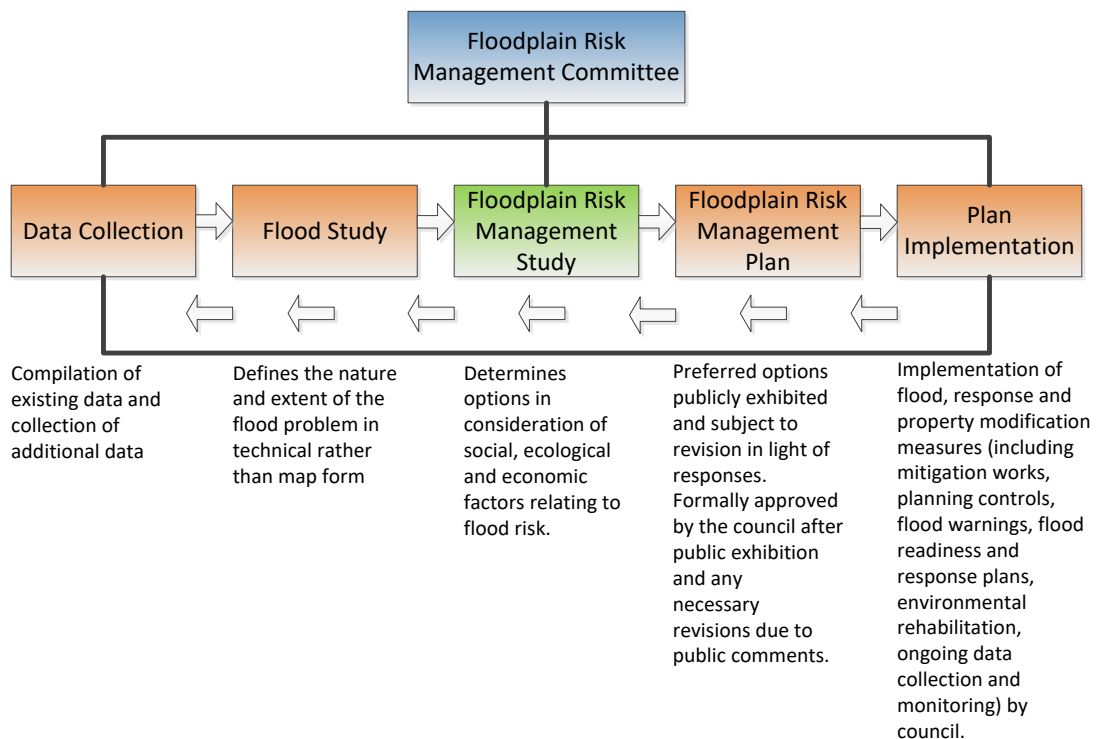 Floodplain Risk
Management Committee
Data Collection
Flood Study
Floodplain Risk
Management
Study
Floodplain Risk
Management
Plan
Plan
Implementation
Compilation of
existing data and
collection of
additional data
Defines the nature
and extent of the
flood problem in
technical rather
than map form
Determines
options in
consideration of
social, ecological
and economic
factors relating to
flood risk.
Preferred options
publicly exhibited
and subject to
revision in light of
responses.
Formally approved
by the council after
public exhibition
and any
necessary
revisions due to
public comments.
Implementation of
flood, response and
property modification
measures (including
mitigation works,
planning controls,
flood warnings, flood
readiness and
response plans,
environmental
rehabilitation,
ongoing data
collection and
monitoring) by
council.